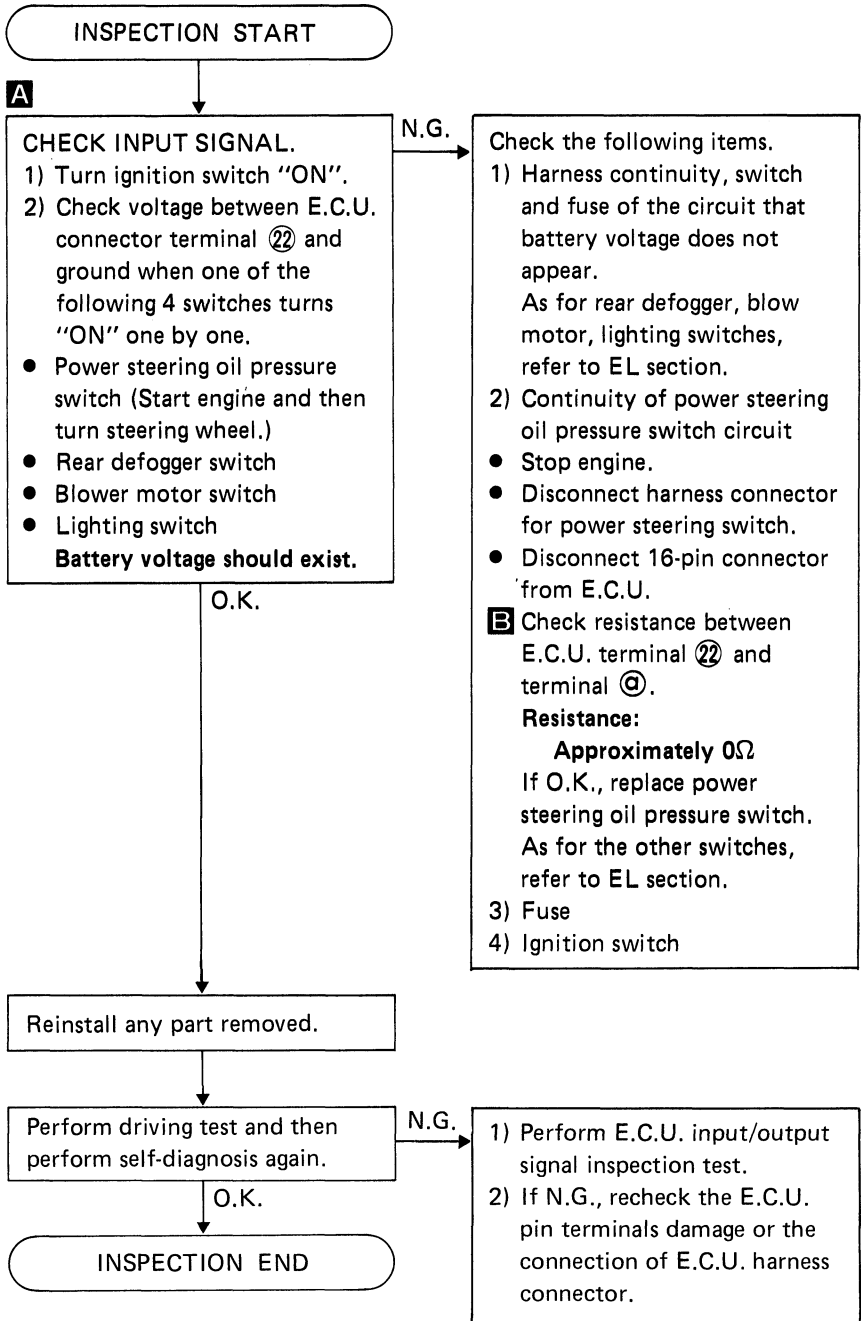 INSPECTION START
A
CHECK INPUT SIGNAL.
1) Turn ignition switch "ON".
2) Check voltage between E.C.U.
connector terminal ㉒ and
ground when one of the
following 4 switches turns
"ON" one by one.
● Power steering oil pressure
switch (Start engine and then
turn steering wheel.)
● Rear defogger switch
● Blower motor switch
● Lighting switch
Battery voltage should exist.
N.G.
Check the following items.
1) Harness continuity, switch
and fuse of the circuit that
battery voltage does not
appear.
As for rear defogger, blow
motor, lighting switches,
refer to EL section.
2) Continuity of power steering
oil pressure switch circuit
● Stop engine.
● Disconnect harness connector
for power steering switch.
● Disconnect 16-pin connector
from E.C.U.
B Check resistance between
E.C.U. terminal ㉒ and
terminal ⓐ.
Resistance:
Approximately 0Ω
If O.K., replace power
steering oil pressure switch.
As for the other switches,
refer to EL section.
3) Fuse
4) Ignition switch
O.K.
Reinstall any part removed.
Perform driving test and then
perform self-diagnosis again.
N.G.
1) Perform E.C.U. input/output
signal inspection test.
2) If N.G., recheck the E.C.U.
pin terminals damage or the
connection of E.C.U. harness
connector.
O.K.
INSPECTION END